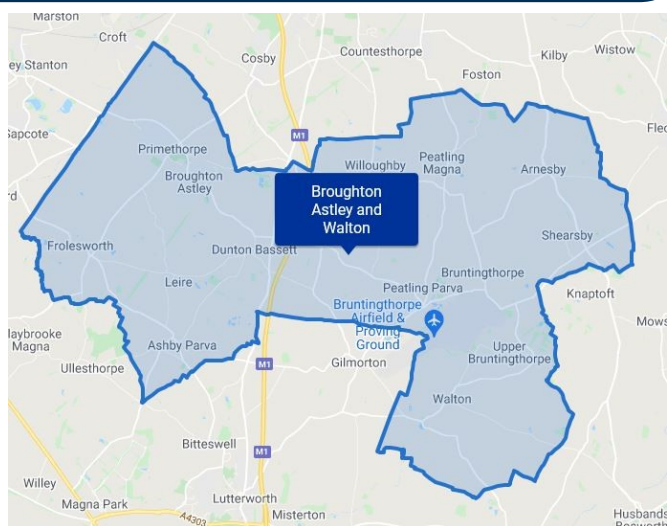 Marston
Croft
Cosby
Countesthorpe
Kilby
Wistow
ey Stanton
Foston
M1
Flec
Sapcote
Primethorpe
Willoughby
Peatling
Magna
Arnesby
Broughton
Astley
Broughton
Astley and
Walton
Shearsby
Frolesworth
Dunton Bassett
Bruntingthorpe
Leire
Peatling Parva
Knaptoft
Bruntingthorpe
Airfield &
Proving
Ground
Mows
laybrooke
Magna
Ashby Parva
Upper
Bruntingthorpe
Ullesthorpe
M1
Gilmorton
Walton
Bitteswell
M1
Willey
Lutterworth
Magna Park
A4303
Misterton
Husbands